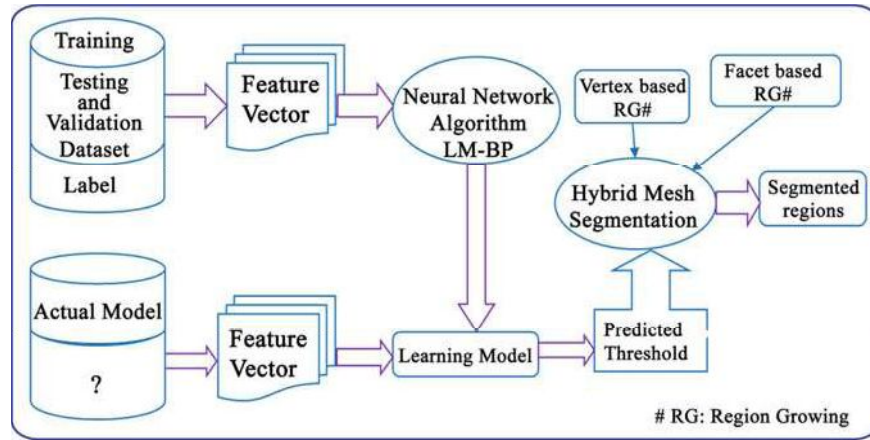 Training
Testing
and
Validation
Dataset
Label
Feature
Vector
Neural Network
Algorithm
LM-BP
Vertex based
RG#
Facet based
RG#
Hybrid Mesh
Segmentation
Segmented
regions
Actual Model
?
Feature
Vector
Learning Model
Predicted
Threshold
# RG: Region Growing